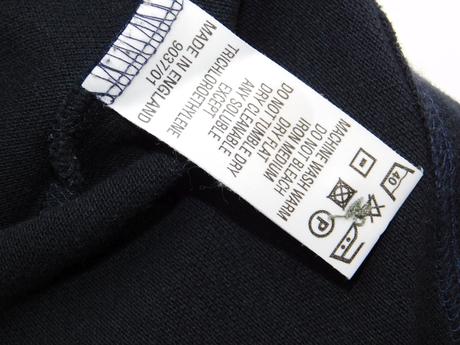 40
P
MACHINE WASH WARM
DO NOT BLEACH
IRON MEDIUM
DRY FLAT
DO NOT TUMBLE DRY
DRY CLEANABLE
ANY SOLUBLE
EXCEPT
TRICHLOROETHYLENE
MADE IN ENGLAND
9037/01